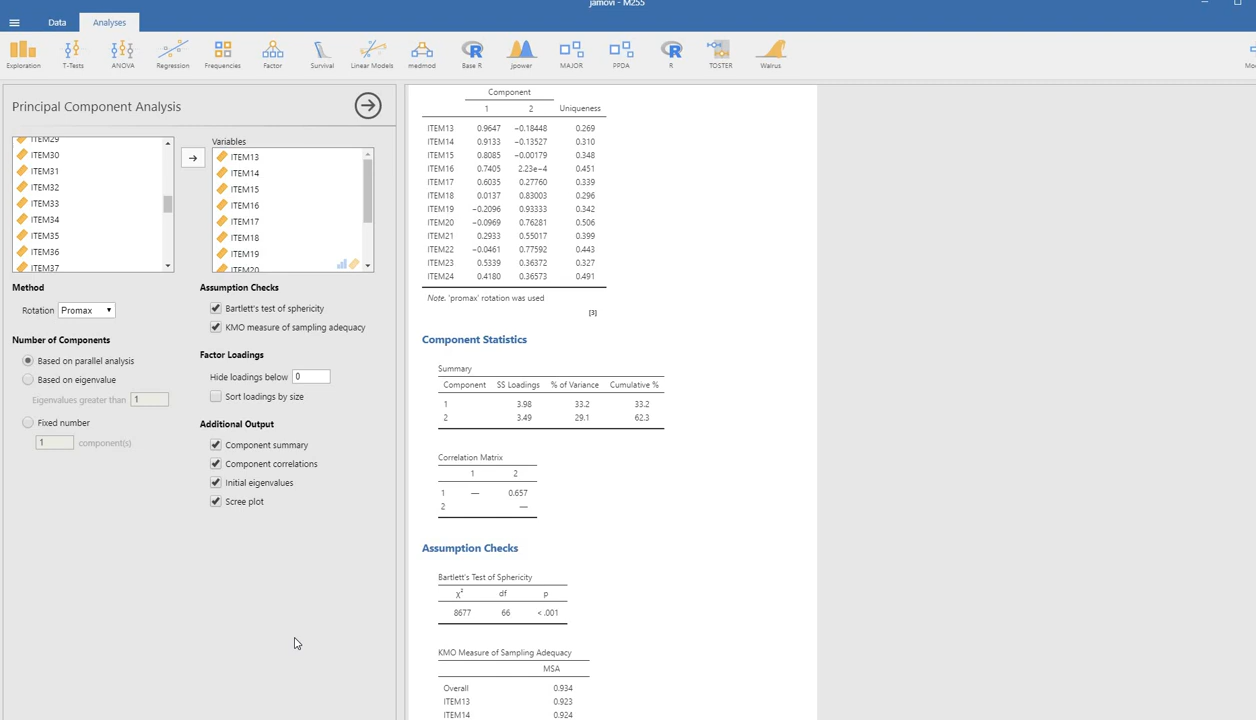 jamovi - M255
Data Analyses
Exploration T-Tests ANOVA Regression Frequencies Factor Survival Linear Models medmod Base R jpower MAJOR PPDA R TOSTER Walrus
Principal Component Analysis
ITEM29
ITEM30
ITEM31
ITEM32
ITEM33
ITEM34
ITEM35
ITEM36
ITEM37
Variables
ITEM13
ITEM14
ITEM15
ITEM16
ITEM17
ITEM18
ITEM19
ITEM20
Method
Rotation Promax
Number of Components
Based on parallel analysis
Based on eigenvalue
Eigenvalues greater than 1
Fixed number
1 component(s)
Assumption Checks
Bartlett's test of sphericity
KMO measure of sampling adequacy
Factor Loadings
Hide loadings below 0
Sort loadings by size
Additional Output
Component summary
Component correlations
Initial eigenvalues
Scree plot
Component
1 2 Uniqueness
ITEM13 0.9647 −0.18448 0.269
ITEM14 0.9133 −0.13527 0.310
ITEM15 0.8085 −0.00179 0.348
ITEM16 0.7405 2.23e−4 0.451
ITEM17 0.6035 0.27760 0.339
ITEM18 0.0137 0.83003 0.296
ITEM19 −0.2096 0.93333 0.342
ITEM20 −0.0969 0.76281 0.506
ITEM21 0.2933 0.55017 0.399
ITEM22 −0.0461 0.77592 0.443
ITEM23 0.5339 0.36372 0.327
ITEM24 0.4180 0.36573 0.491
Note. 'promax' rotation was used
[3]
Component Statistics
Summary
Component SS Loadings % of Variance Cumulative %
1 3.98 33.2 33.2
2 3.49 29.1 62.3
Correlation Matrix
1 2
1 — 0.657
2 —
Assumption Checks
Bartlett's Test of Sphericity
χ² df p
8677 66 < .001
KMO Measure of Sampling Adequacy
MSA
Overall 0.934
ITEM13 0.923
ITEM14 0.924